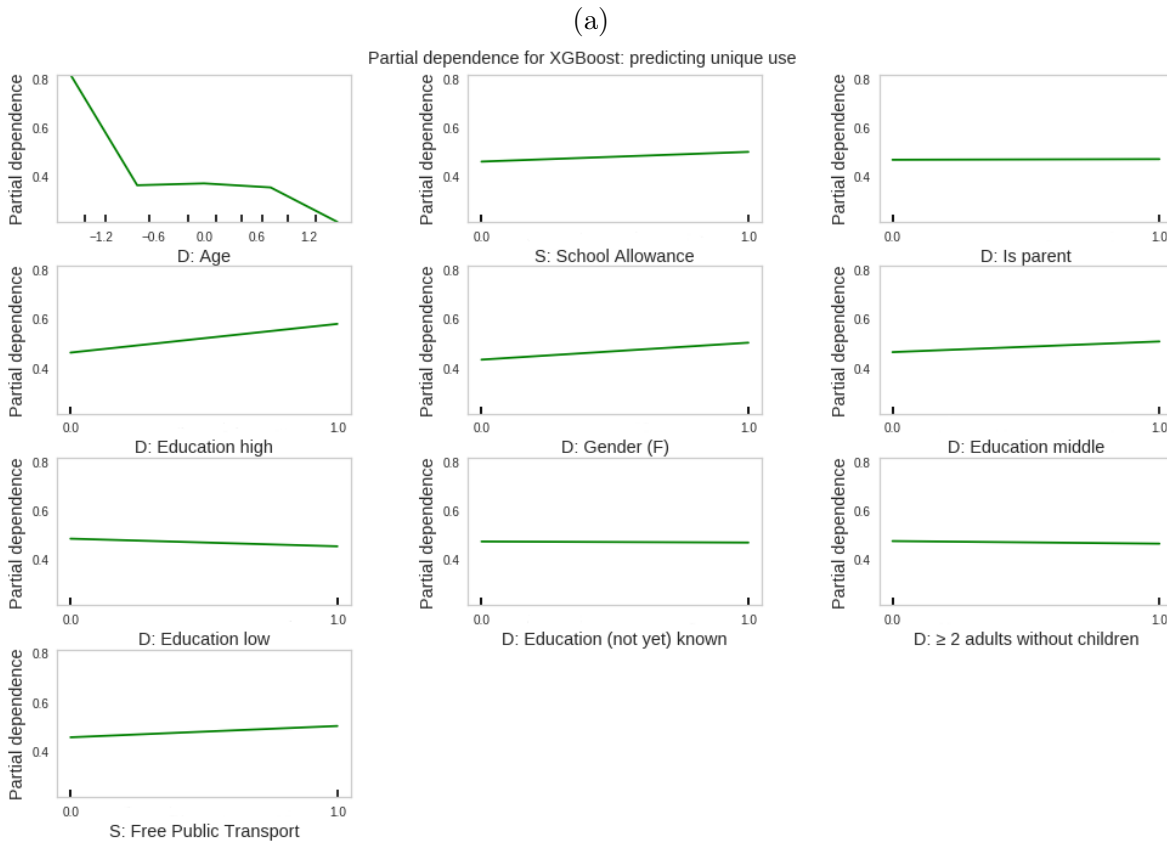 (a)
Partial dependence for XGBoost: predicting unique use
Partial dependence
0.8
0.6
0.4
−1.2 −0.6 0.0 0.6 1.2
D: Age
Partial dependence
0.8
0.6
0.4
0.0 1.0
S: School Allowance
Partial dependence
0.8
0.6
0.4
0.0 1.0
D: Is parent
Partial dependence
0.8
0.6
0.4
0.0 1.0
D: Education high
Partial dependence
0.8
0.6
0.4
0.0 1.0
D: Gender (F)
Partial dependence
0.8
0.6
0.4
0.0 1.0
D: Education middle
Partial dependence
0.8
0.6
0.4
0.0 1.0
D: Education low
Partial dependence
0.8
0.6
0.4
0.0 1.0
D: Education (not yet) known
Partial dependence
0.8
0.6
0.4
0.0 1.0
D: ≥ 2 adults without children
Partial dependence
0.8
0.6
0.4
0.0 1.0
S: Free Public Transport